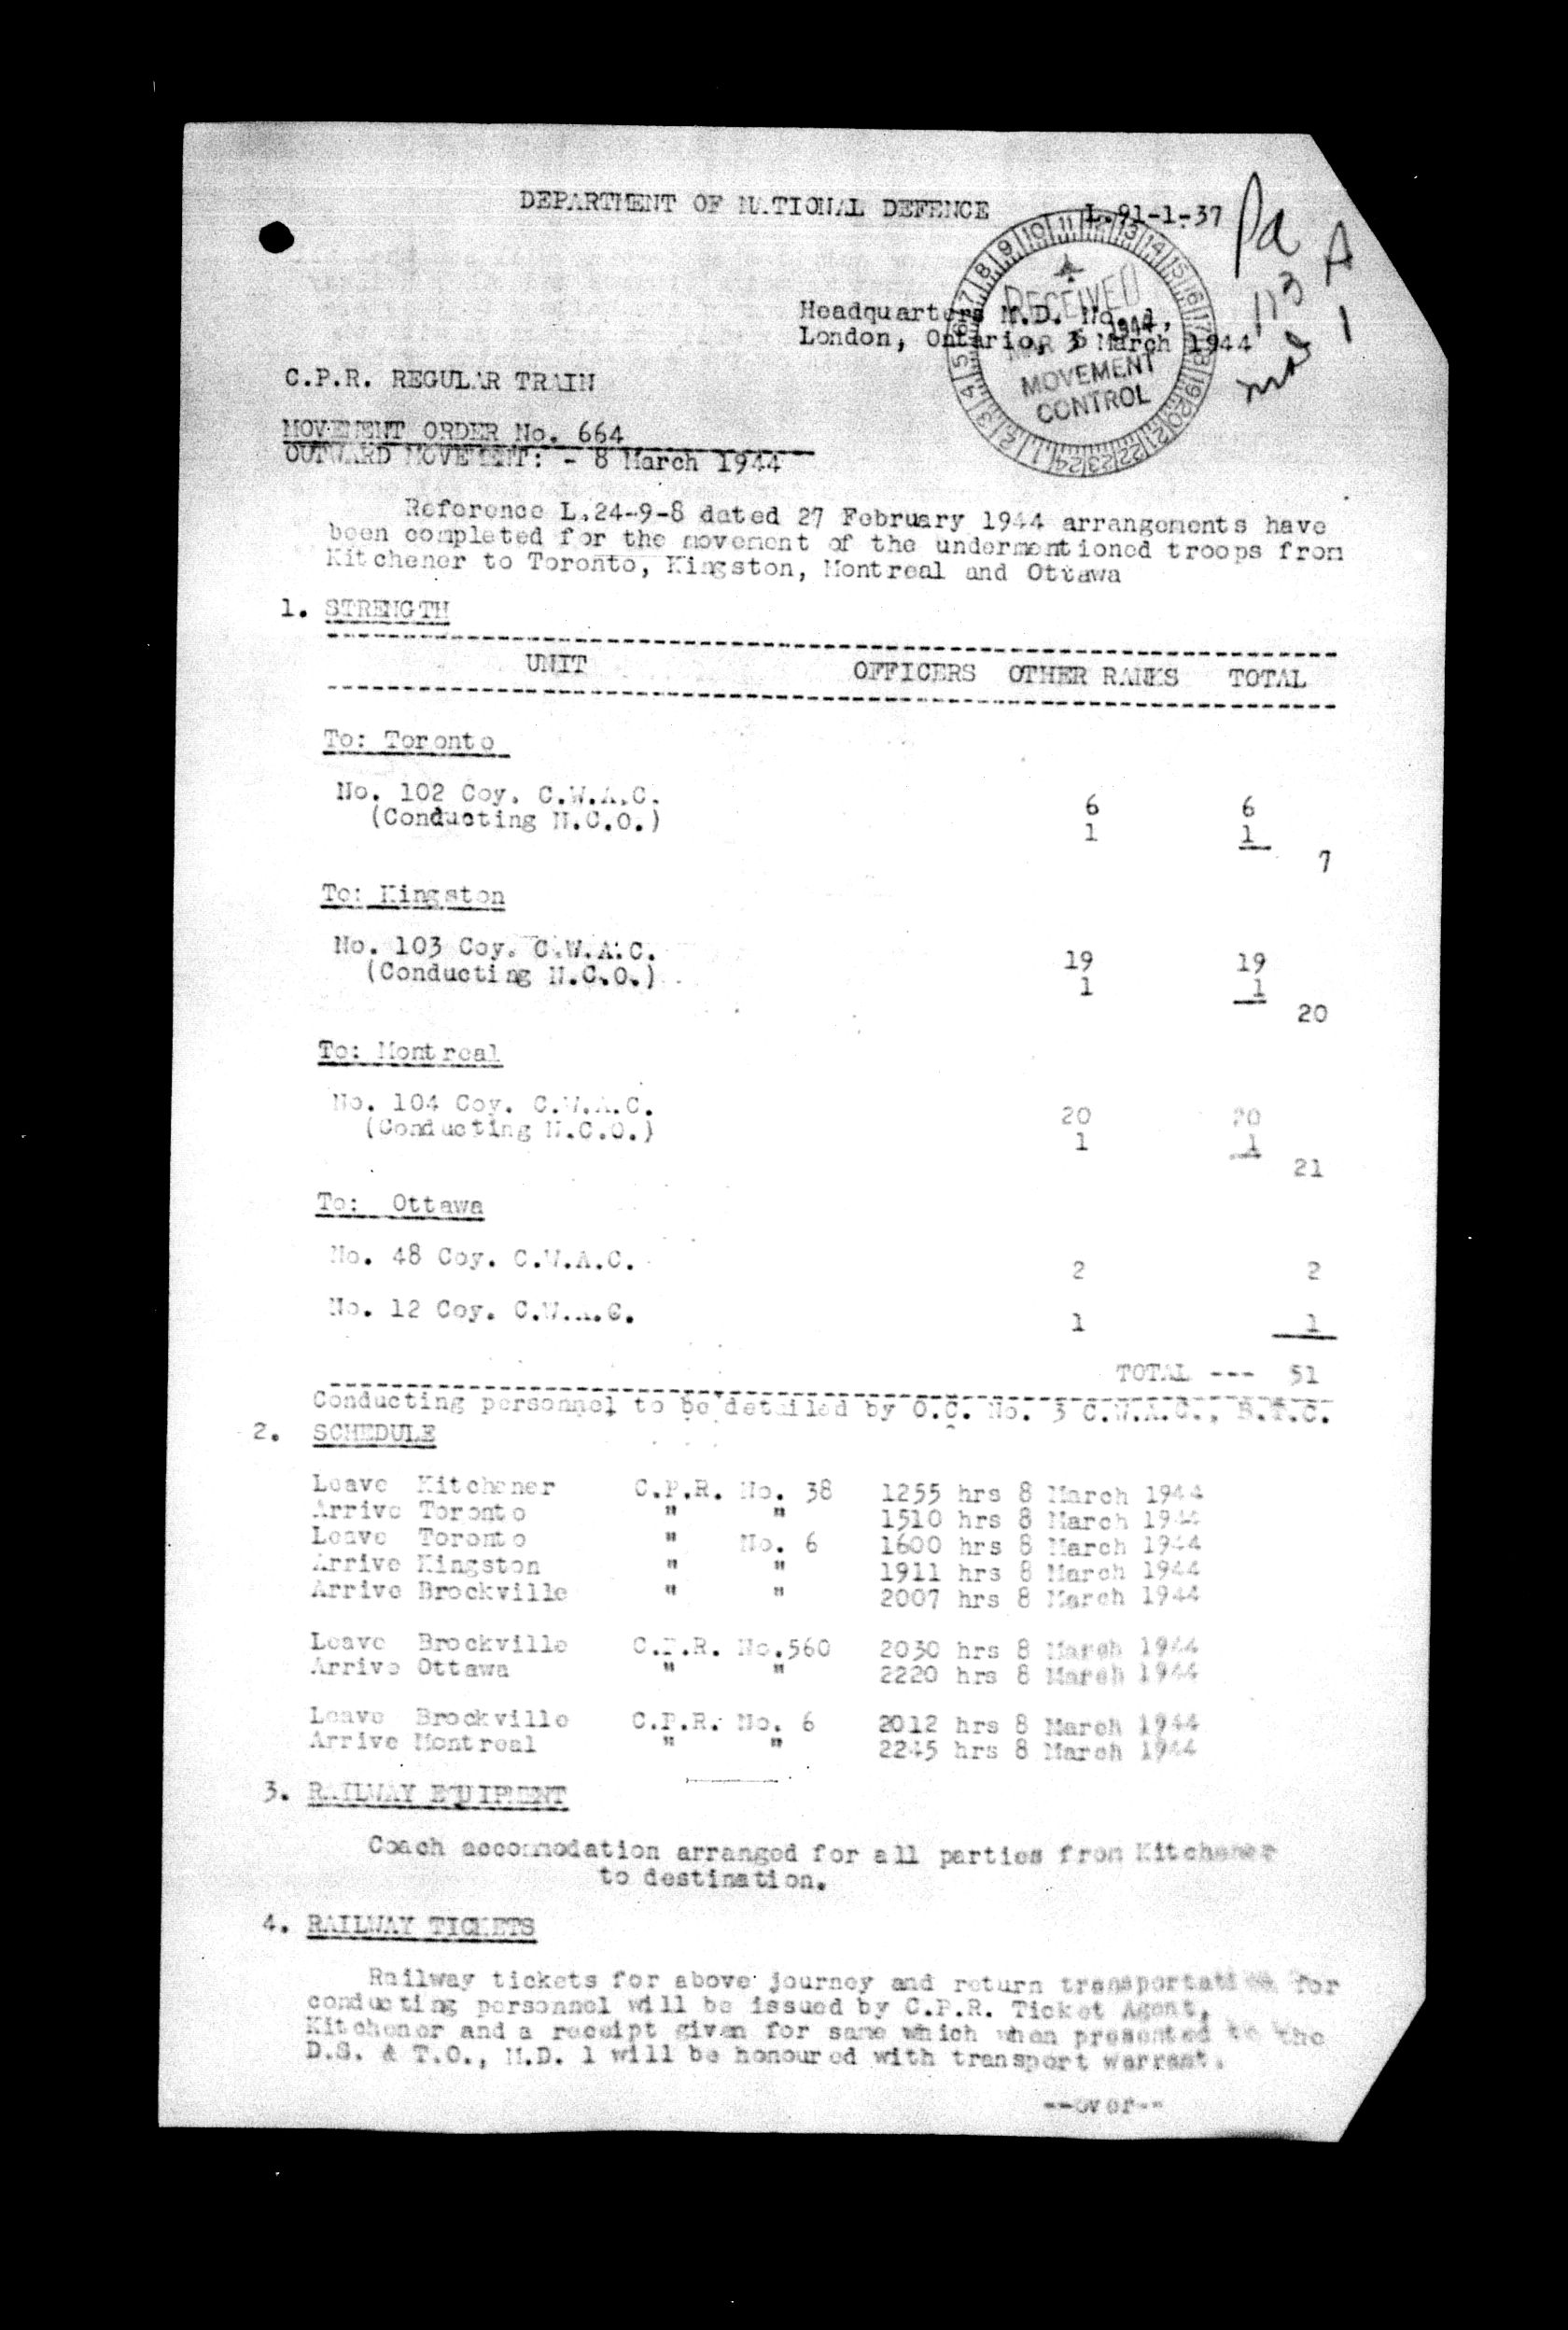 DEPARTMENT OF NATIONAL DEFENCE L.91-1-37
Pa
A
1
RECEIVED
MAR 1944
MOVEMENT
CONTROL
Headquarters M.D. No. 1,
London, Ontario, 3 March 1944
C.P.R. REGULAR TRAIN
MOVEMENT ORDER No. 664
OUTWARD MOVEMENT: - 8 March 1944
Reference L.24-9-8 dated 27 February 1944 arrangements have
been completed for the movement of the undermentioned troops from
Kitchener to Toronto, Kingston, Montreal and Ottawa
1. STRENGTH
UNIT OFFICERS OTHER RANKS TOTAL
To: Toronto
No. 102 Coy. C.W.A.C. 6 6
(Conducting N.C.O.) 1 1
7
To: Kingston
No. 103 Coy. C.W.A.C. 19 19
(Conducting N.C.O.) 1 1
20
To: Montreal
No. 104 Coy. C.W.A.C. 20 20
(Conducting N.C.O.) 1 1
21
To: Ottawa
No. 48 Coy. C.W.A.C. 2 2
No. 12 Coy. C.W.A.C. 1 1
TOTAL --- 51
Conducting personnel to be detailed by O.C. No. 3 C.W.A.C., B.T.C.
2. SCHEDULE
Leave Kitchener C.P.R. No. 38 1255 hrs 8 March 1944
Arrive Toronto " " 1510 hrs 8 March 1944
Leave Toronto " No. 6 1600 hrs 8 March 1944
Arrive Kingston " " 1911 hrs 8 March 1944
Arrive Brockville " " 2007 hrs 8 March 1944
Leave Brockville C.P.R. No.560 2030 hrs 8 March 1944
Arrive Ottawa " " 2220 hrs 8 March 1944
Leave Brockville C.P.R. No. 6 2012 hrs 8 March 1944
Arrive Montreal " " 2245 hrs 8 March 1944
3. RAILWAY EQUIPMENT
Coach accommodation arranged for all parties from Kitchener
to destination.
4. RAILWAY TICKETS
Railway tickets for above journey and return transportation for
conducting personnel will be issued by C.P.R. Ticket Agent,
Kitchener and a receipt given for same which when presented to the
D.S. & T.O., M.D. 1 will be honoured with transport warrant.
--over--